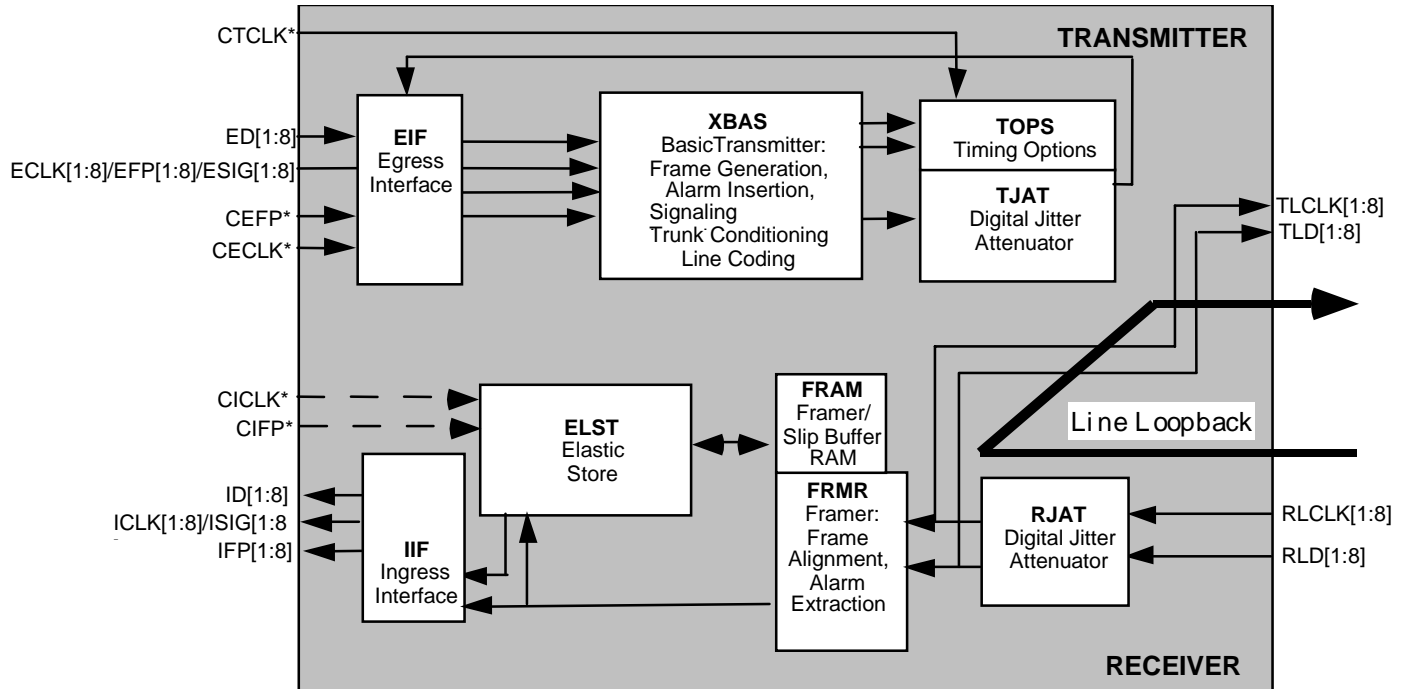 CTCLK*
TRANSMITTER
ED[1:8]
ECLK[1:8]/EFP[1:8]/ESIG[1:8]
CEFP*
CECLK*
EIF
Egress
Interface
XBAS
BasicTransmitter:
Frame Generation,
Alarm Insertion,
Signaling
Trunk Conditioning
Line Coding
TOPS
Timing Options
TJAT
Digital Jitter
Attenuator
TLCLK[1:8]
TLD[1:8]
Line Loopback
CICLK*
CIFP*
ELST
Elastic
Store
FRAM
Framer/
Slip Buffer
RAM
FRMR
Framer:
Frame
Alignment,
Alarm
Extraction
RJAT
Digital Jitter
Attenuator
RLCLK[1:8]
RLD[1:8]
ID[1:8]
ICLK[1:8]/ISIG[1:8
IFP[1:8]
IIF
Ingress
Interface
RECEIVER